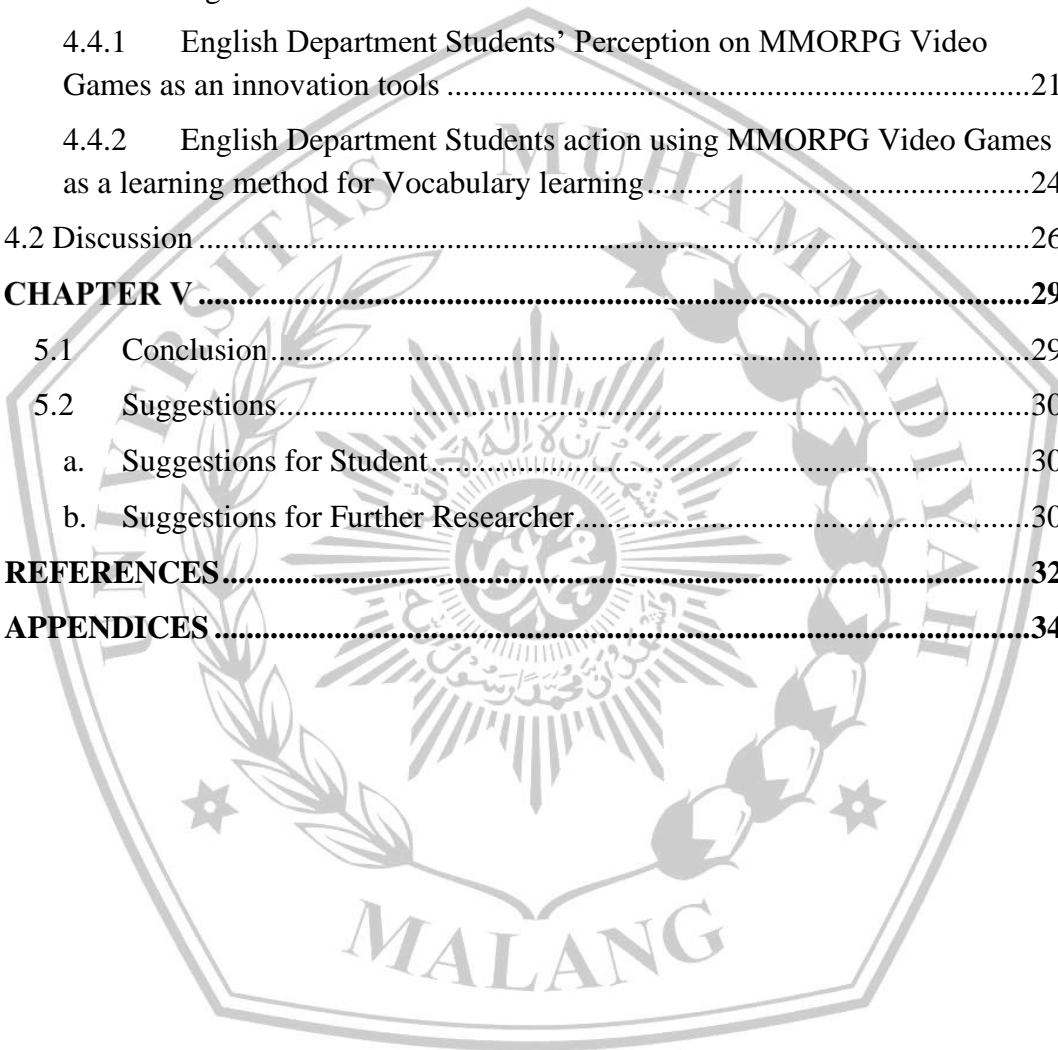 4.4.1 English Department Students’ Perception on MMORPG Video
Games as an innovation tools ........ 21
4.4.2 English Department Students action using MMORPG Video Games
as a learning method for Vocabulary learning ........ 24
4.2 Discussion ........ 26
CHAPTER V ........ 29
5.1 Conclusion ........ 29
5.2 Suggestions ........ 30
a. Suggestions for Student ........ 30
b. Suggestions for Further Researcher ........ 30
REFERENCES ........ 32
APPENDICES ........ 34
UNIVERSITAS MUHAMMADIYAH
MALANG